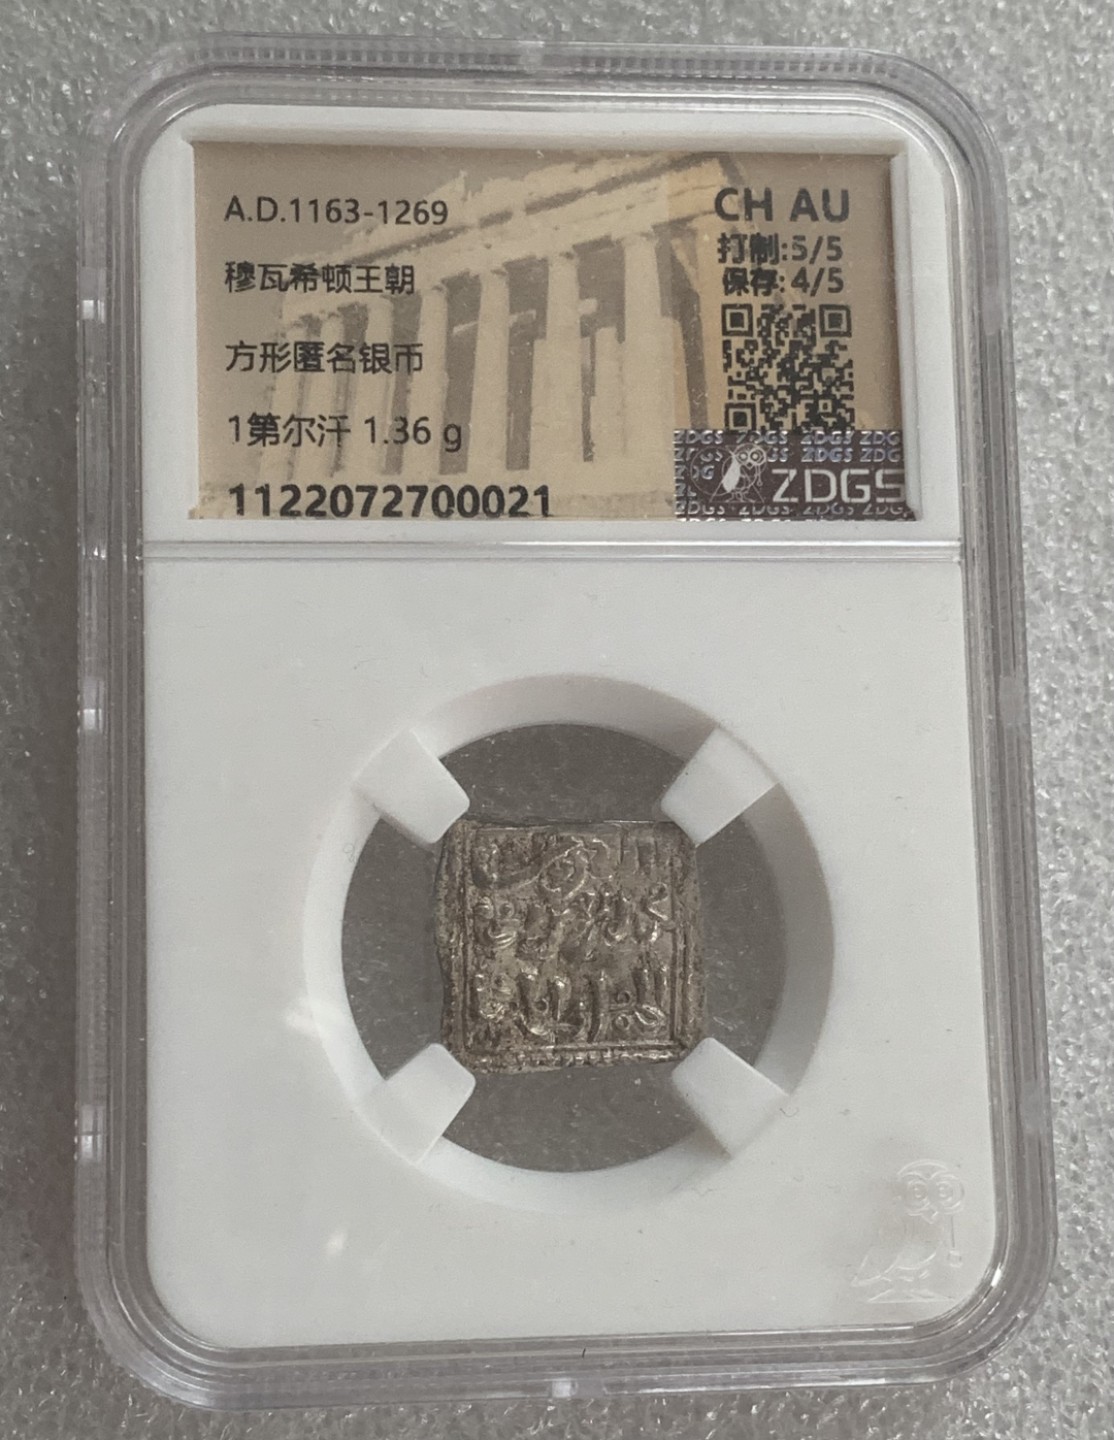 A.D.1163-1269
穆瓦希顿王朝
方形匿名银币
1第尔汗 1.36 g
1122072700021
CH AU
打制:5/5
保存:4/5
ZDGS